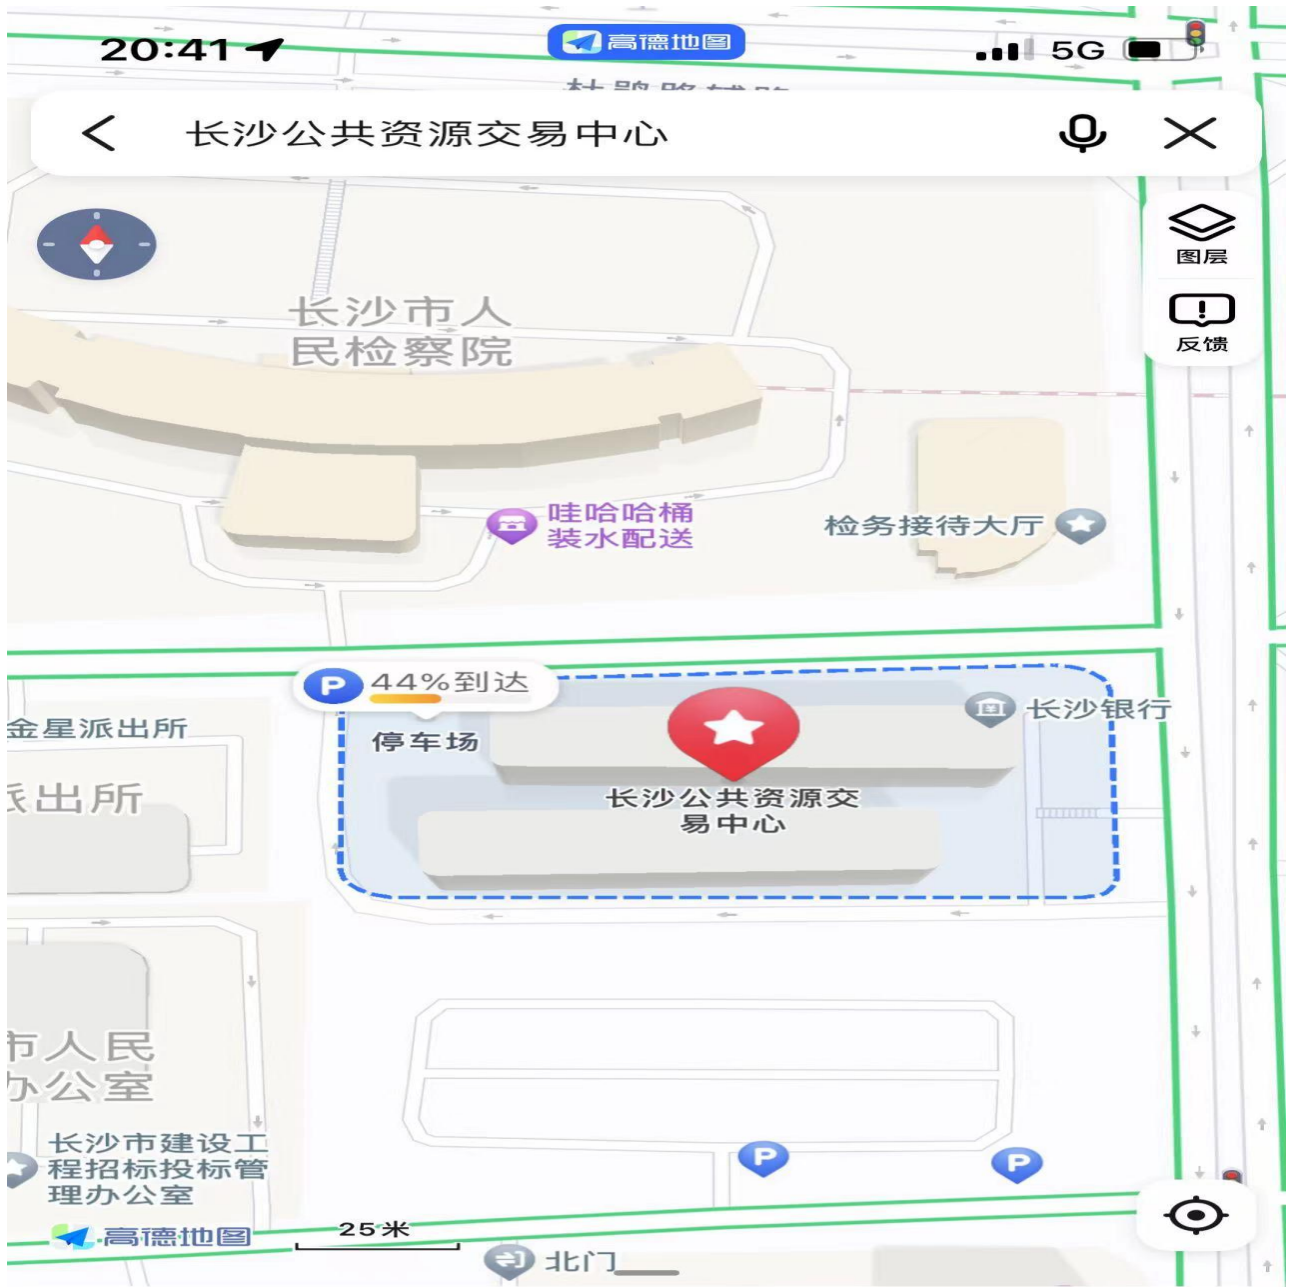 20:41
高德地图
5G
长沙公共资源交易中心
图层
反馈
长沙市人
民检察院
哇哈哈桶
装水配送
检务接待大厅
P 44%到达
停车场
长沙银行
金星派出所
出所
长沙公共资源交
易中心
市人民
办公室
长沙市建设工
程招标投标管
理办公室
P
P
高德地图
25米
北门